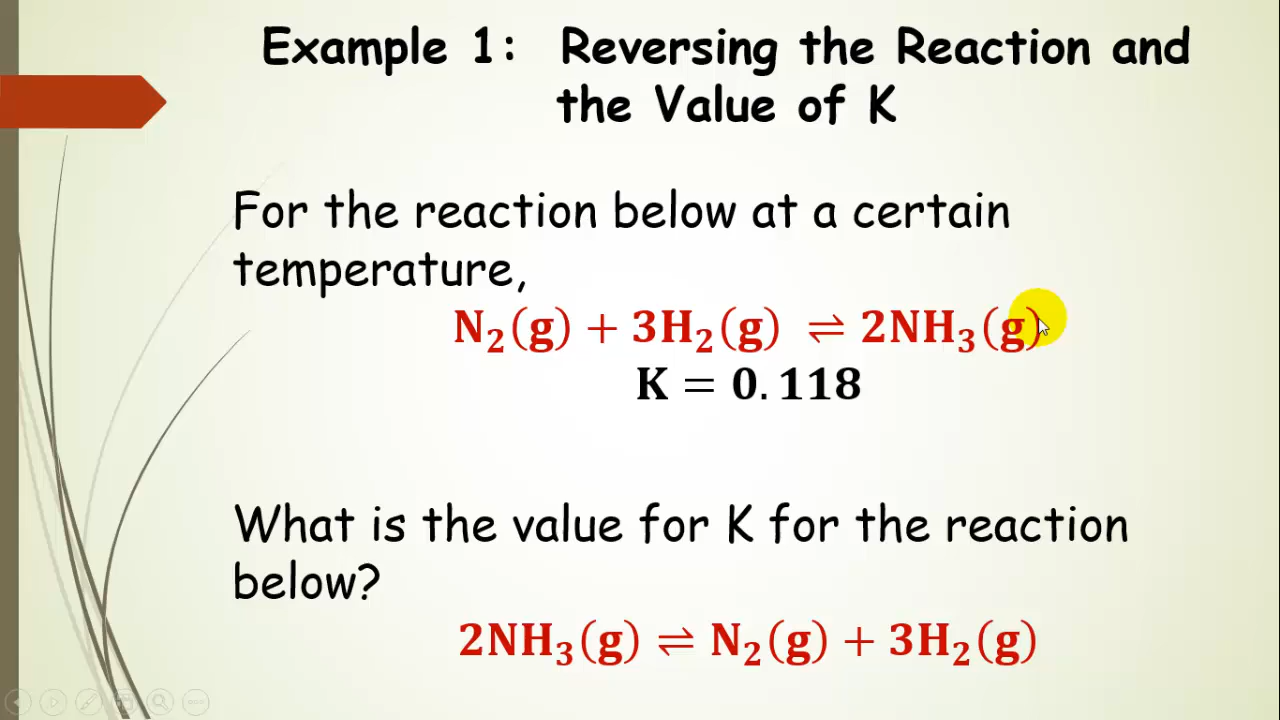 Example 1:  Reversing the Reaction and
the Value of K
For the reaction below at a certain
temperature,
N₂(g) + 3H₂(g) ⇌ 2NH₃(g)
K = 0.118
What is the value for K for the reaction
below?
2NH₃(g) ⇌ N₂(g) + 3H₂(g)